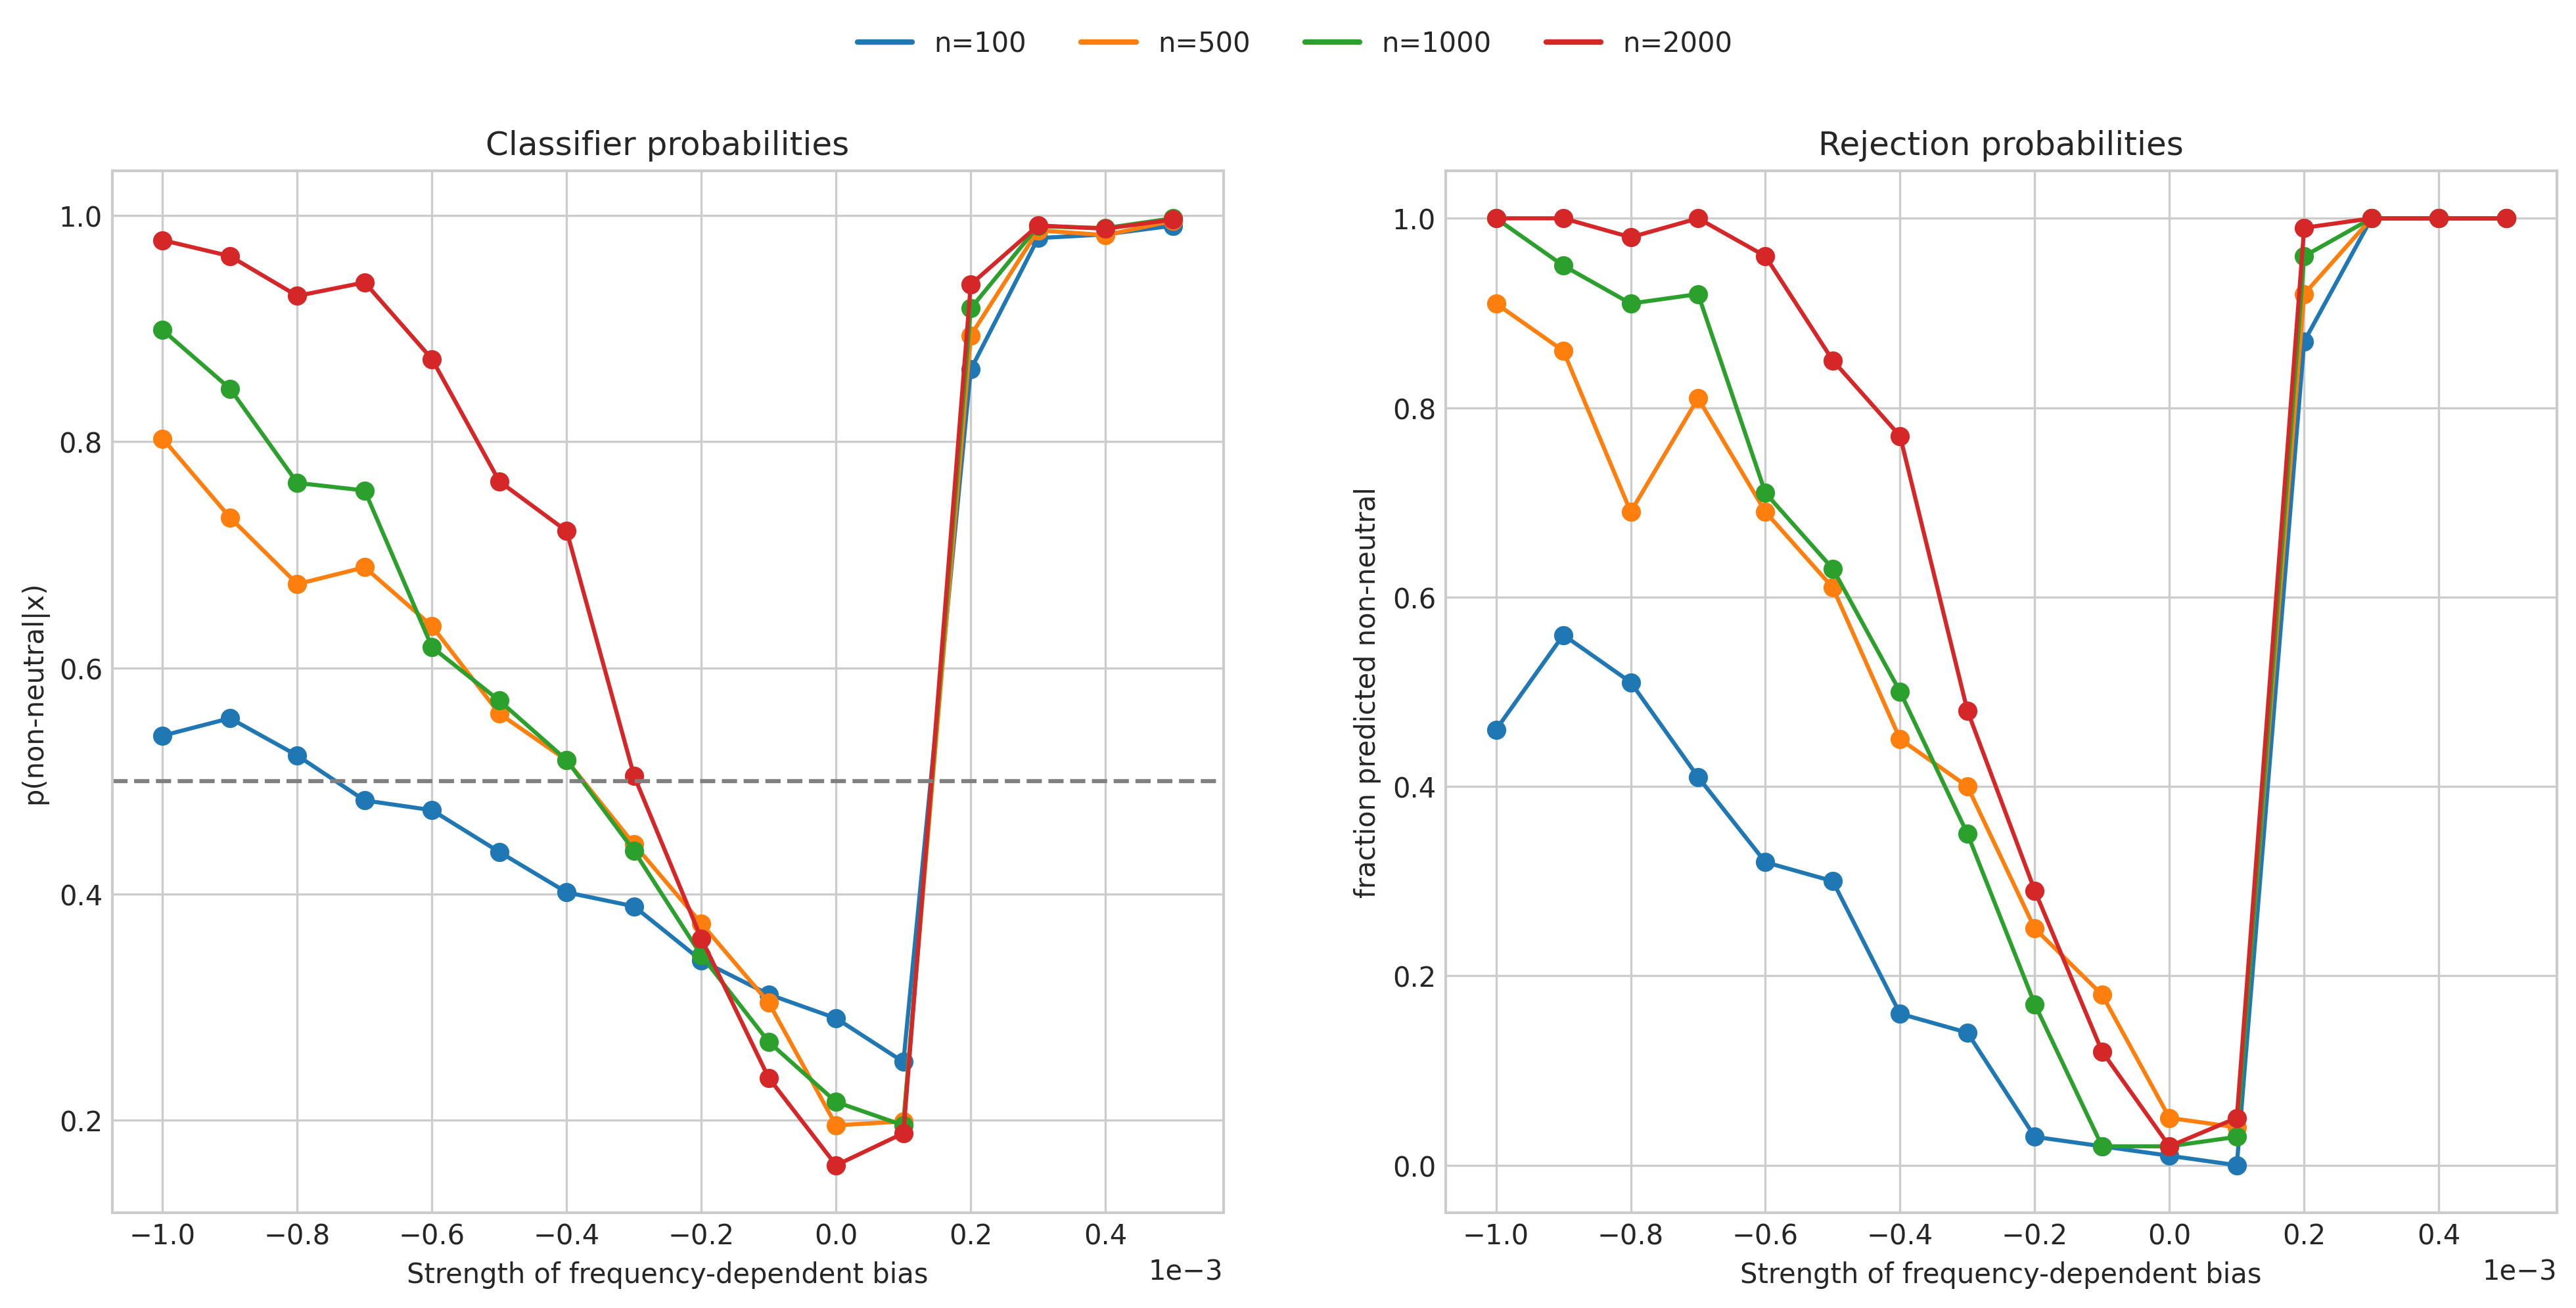 n=100 n=500 n=1000 n=2000
Classifier probabilities
p(non-neutral|x)
1.0
0.8
0.6
0.4
0.2
−1.0 −0.8 −0.6 −0.4 −0.2 0.0 0.2 0.4
1e−3
Strength of frequency-dependent bias
Rejection probabilities
fraction predicted non-neutral
1.0
0.8
0.6
0.4
0.2
0.0
−1.0 −0.8 −0.6 −0.4 −0.2 0.0 0.2 0.4
1e−3
Strength of frequency-dependent bias